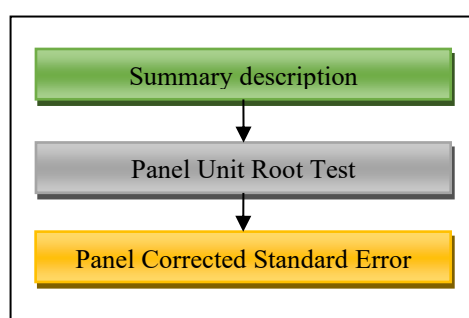 Summary description
Panel Unit Root Test
Panel Corrected Standard Error